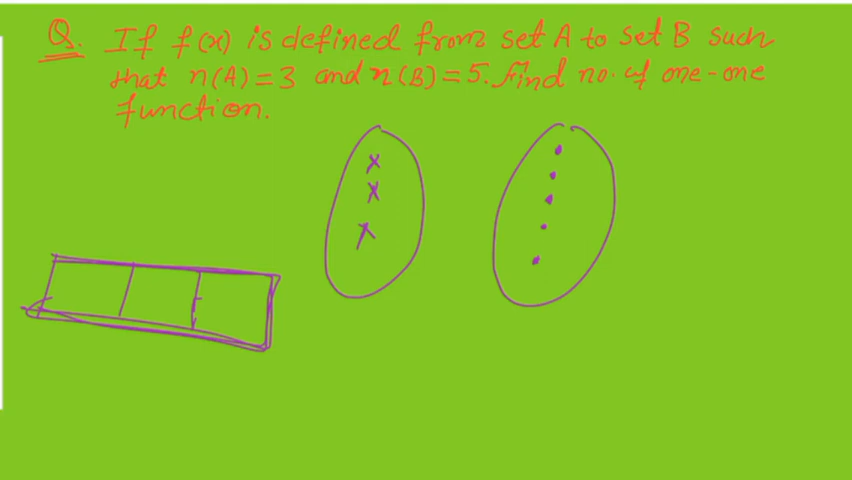 Q. If f(x) is defined from set A to set B such
that n(A)=3 and n(B)=5. Find no. of one-one
function.